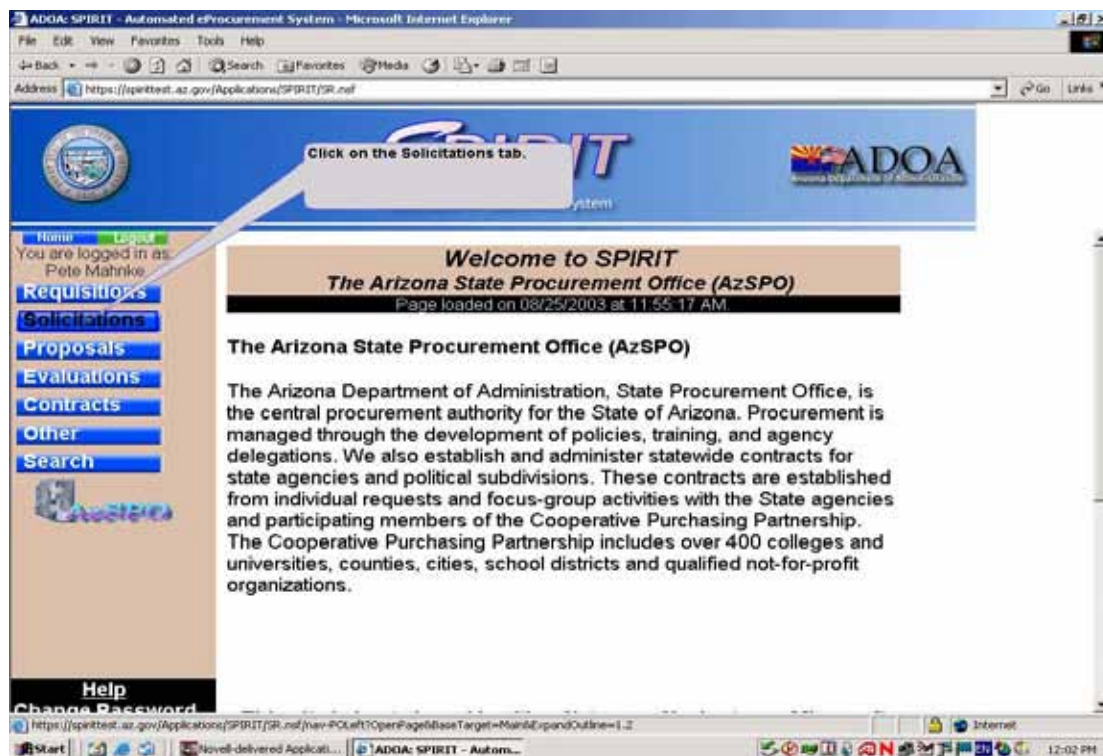 ADOA: SPIRIT - Automated eProcurement System - Microsoft Internet Explorer
File Edit View Favorites Tools Help
Back Search Favorites Media
Address https://spirittest.az.gov/Applications/SPIRIT/SR.nsf Go Links
SPIRIT
Click on the Solicitations tab.
ADOA
Arizona Department of Administration
System
Home Logout
You are logged in as:
Pete Mahnke
Requisitions
Solicitations
Proposals
Evaluations
Contracts
Other
Search
Welcome to SPIRIT
The Arizona State Procurement Office (AzSPO)
Page loaded on 08/25/2003 at 11:55:17 AM.
The Arizona State Procurement Office (AzSPO)
The Arizona Department of Administration, State Procurement Office, is
the central procurement authority for the State of Arizona. Procurement is
managed through the development of policies, training, and agency
delegations. We also establish and administer statewide contracts for
state agencies and political subdivisions. These contracts are established
from individual requests and focus-group activities with the State agencies
and participating members of the Cooperative Purchasing Partnership.
The Cooperative Purchasing Partnership includes over 400 colleges and
universities, counties, cities, school districts and qualified not-for-profit
organizations.
Help
Change Password
https://spirittest.az.gov/Applications/SPIRIT/SR.nsf/nav-POLeft?OpenPage&BaseTarget=Main&ExpandOutline=1.2 Internet
Start Novell-delivered Applicati... ADOA: SPIRIT - Autom... 12:02 PM